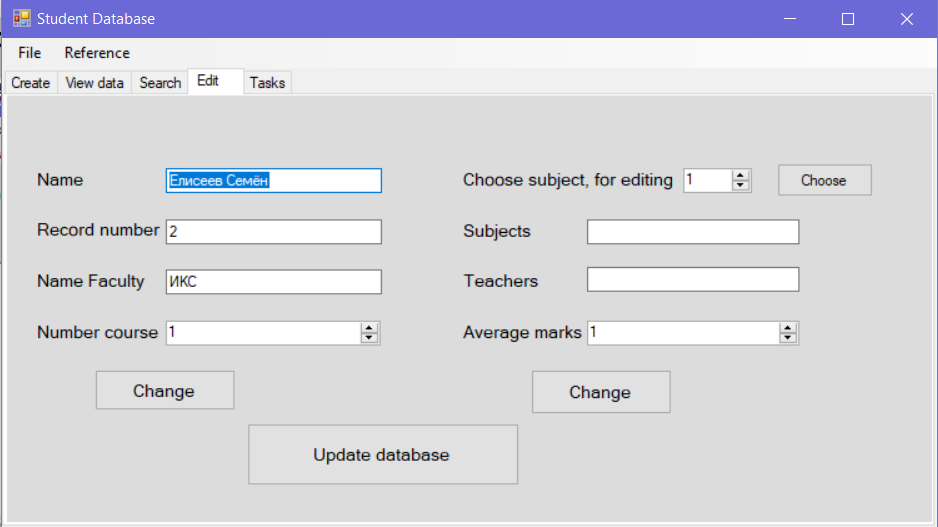 Student Database
File Reference
Create View data Search Edit Tasks
Name Елисеев Семён Choose subject, for editing 1 Choose
Record number 2 Subjects
Name Faculty ИКС Teachers
Number course 1 Average marks 1
Change Change
Update database